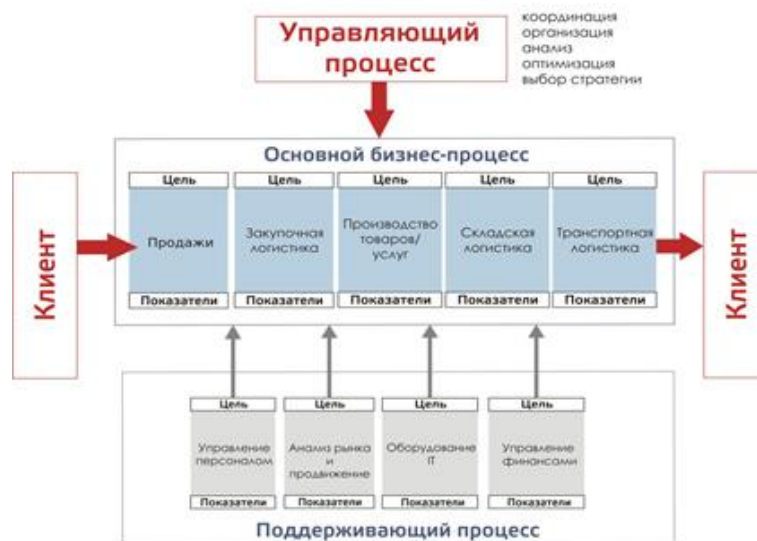 Управляющий
процесс
координация
организация
анализ
оптимизация
выбор стратегии
Основной бизнес-процесс
Цель
Цель
Цель
Цель
Цель
Клиент
Продажи
Закупочная
логистика
Производство
товаров/
услуг
Складская
логистика
Транспортная
логистика
Клиент
Показатели
Показатели
Показатели
Показатели
Показатели
Цель
Цель
Цель
Цель
Управление
персоналом
Анализ рынка
и
продвижение
Оборудование
IT
Управление
финансами
Показатели
Показатели
Показатели
Показатели
Поддерживающий процесс